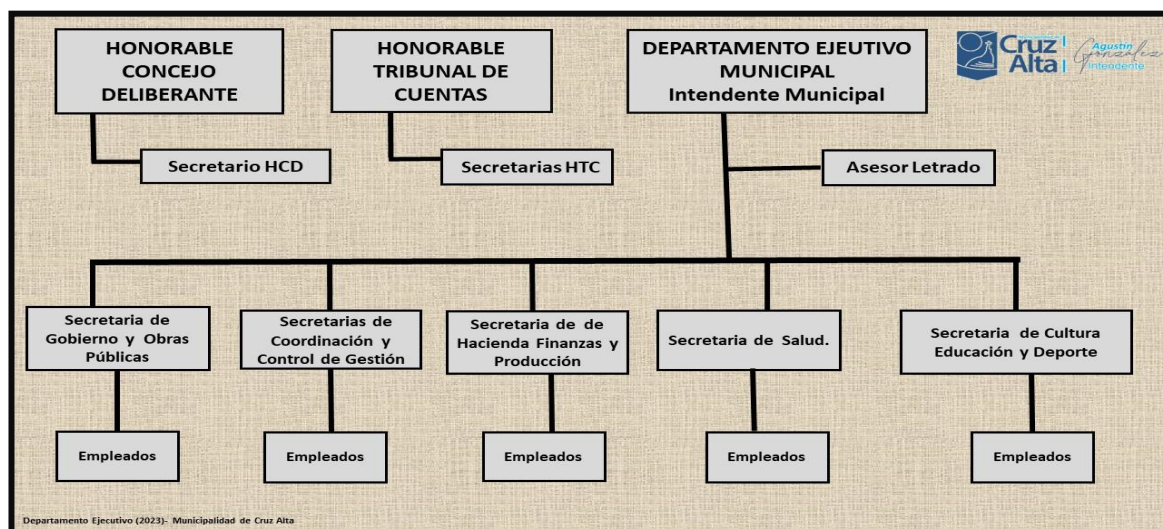 HONORABLE
CONCEJO
DELIBERANTE
HONORABLE
TRIBUNAL DE
CUENTAS
DEPARTAMENTO EJEUTIVO
MUNICIPAL
Intendente Municipal
Cruz
Alta
Agustín
González
Intendente
Secretario HCD
Secretarias HTC
Asesor Letrado
Secretaria de
Gobierno y Obras
Públicas
Secretarias de
Coordinación y
Control de Gestión
Secretaria de de
Hacienda Finanzas y
Producción
Secretaria de Salud.
Secretaria de Cultura
Educación y Deporte
Empleados
Empleados
Empleados
Empleados
Empleados
Departamento Ejecutivo (2023)- Municipalidad de Cruz Alta